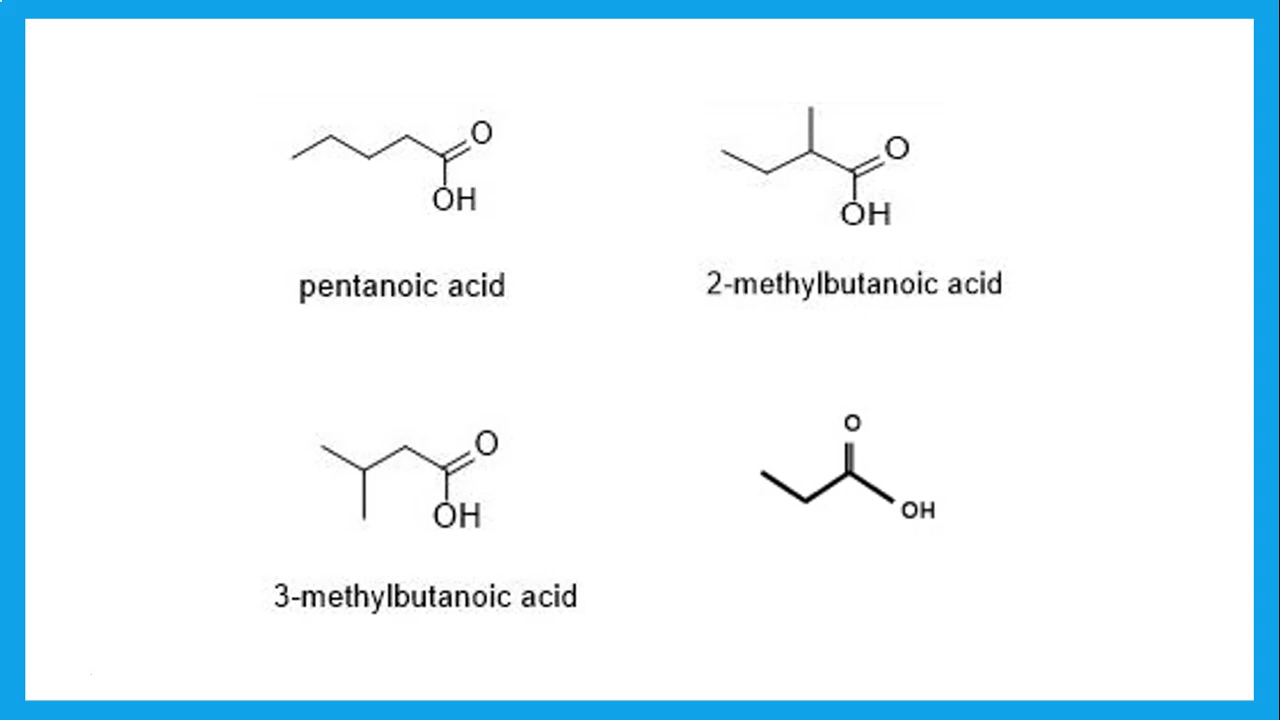 O
OH
pentanoic acid
O
OH
2-methylbutanoic acid
O
OH
3-methylbutanoic acid
O
OH